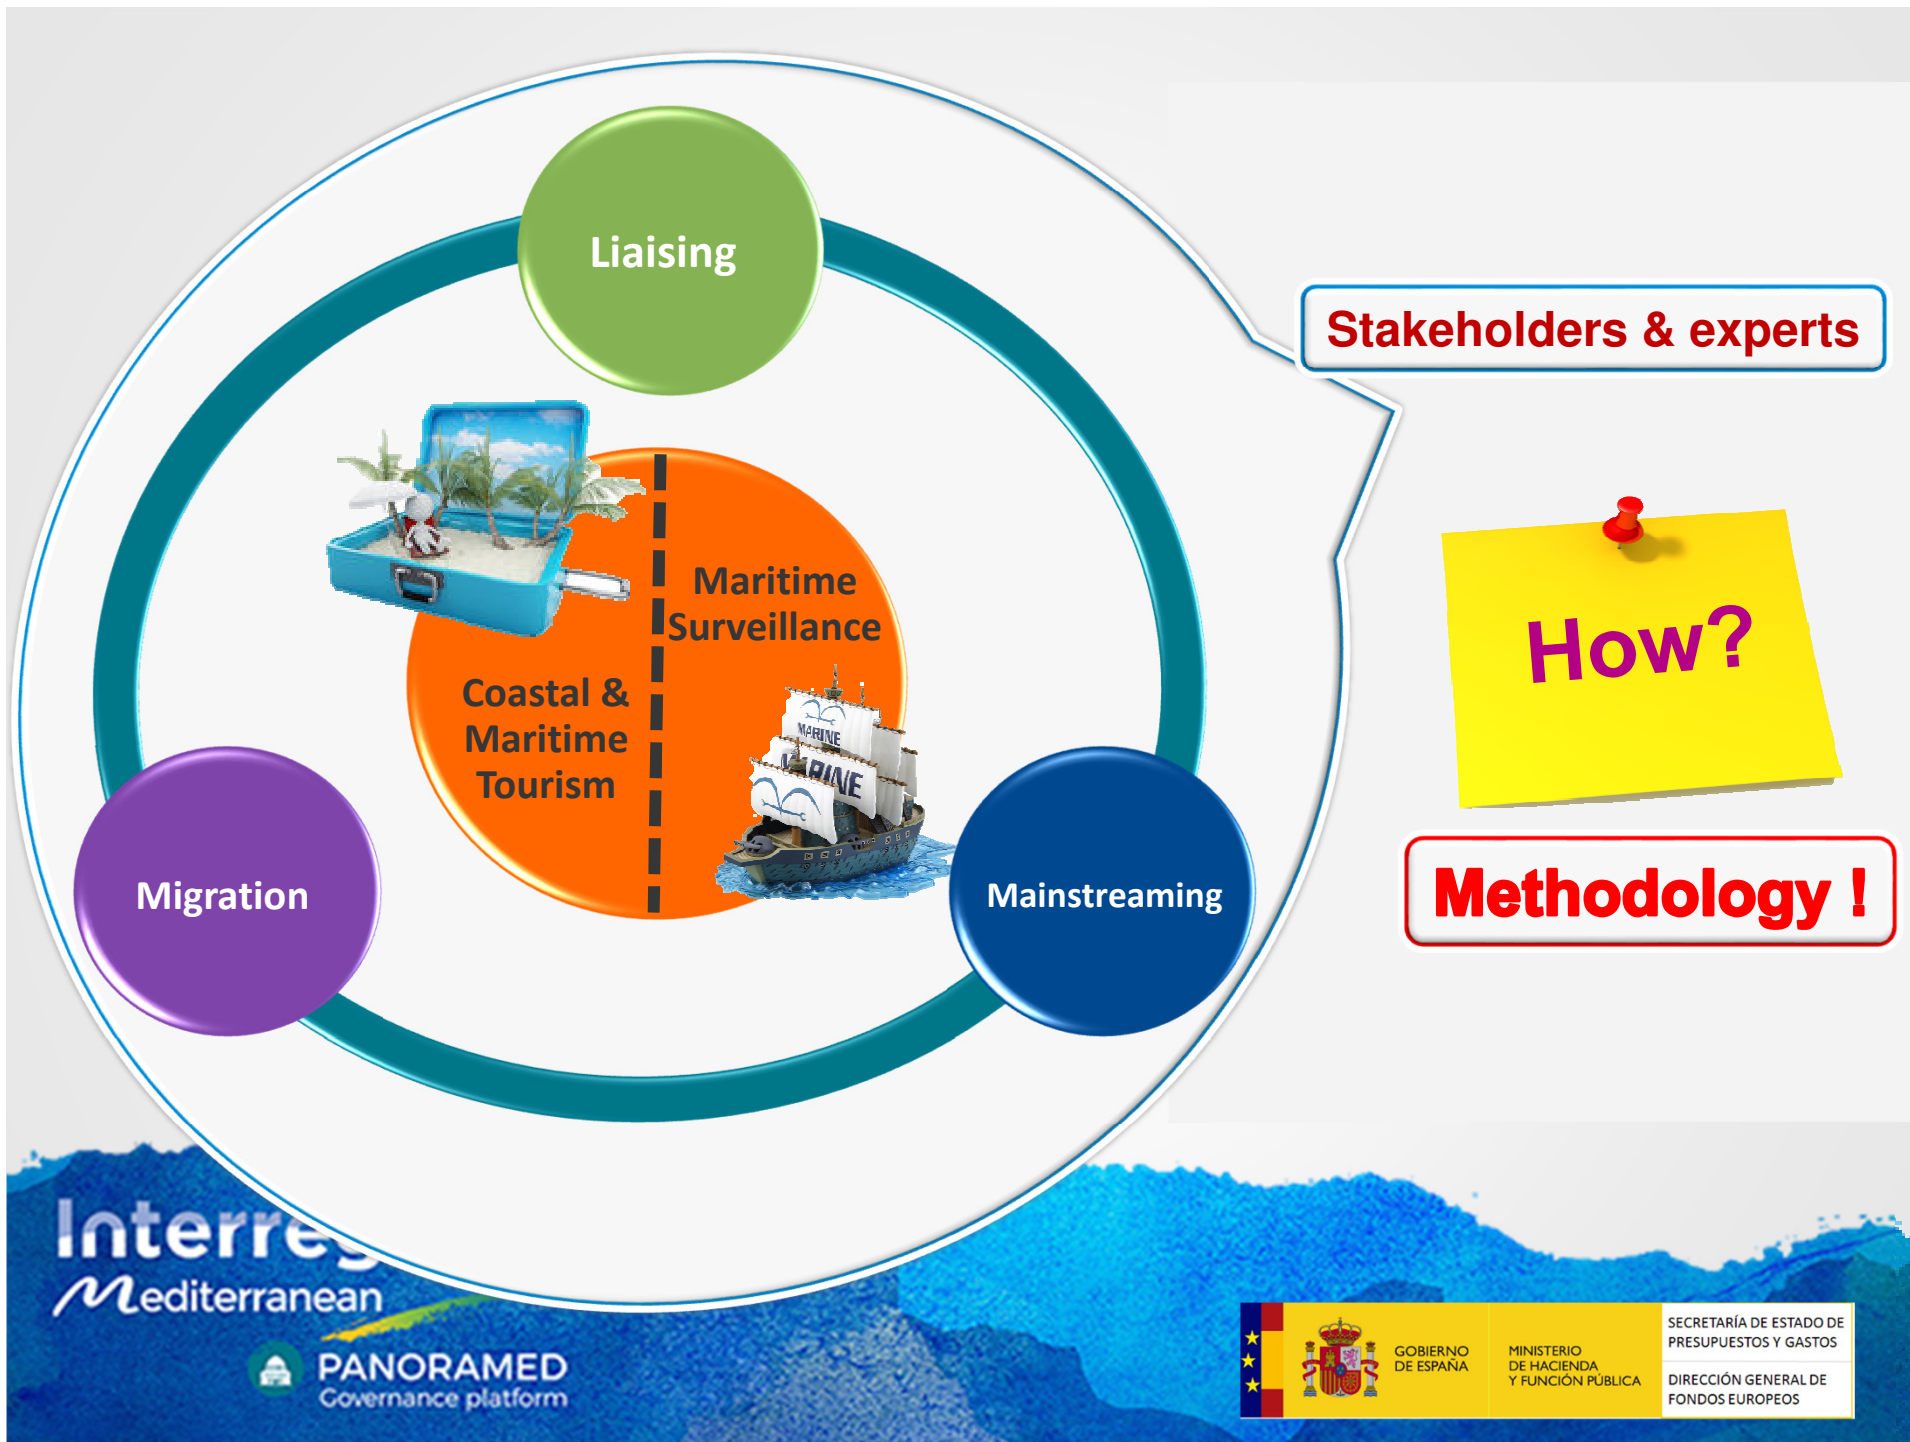 Liaising
Stakeholders & experts
Maritime
Surveillance
Coastal &
Maritime
Tourism
MARINE
MARINE
How?
Migration
Mainstreaming
Methodology !
Interreg
Mediterranean
PANORAMED
Governance platform
GOBIERNO
DE ESPAÑA
MINISTERIO
DE HACIENDA
Y FUNCIÓN PÚBLICA
SECRETARÍA DE ESTADO DE
PRESUPUESTOS Y GASTOS
DIRECCIÓN GENERAL DE
FONDOS EUROPEOS